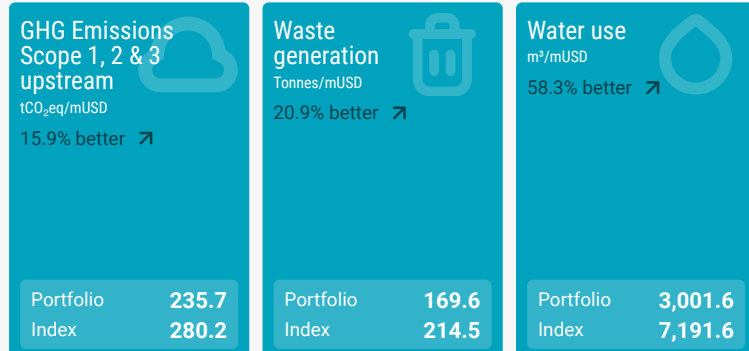 GHG Emissions
Scope 1, 2 & 3
upstream
tCO₂eq/mUSD
15.9% better
Portfolio 235.7
Index 280.2
Waste
generation
Tonnes/mUSD
20.9% better
Portfolio 169.6
Index 214.5
Water use
m³/mUSD
58.3% better
Portfolio 3,001.6
Index 7,191.6